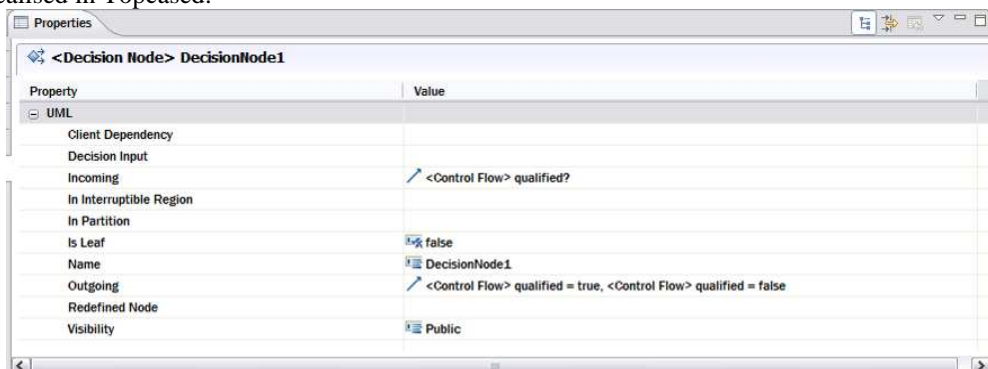 Properties
<Decision Node> DecisionNode1
Property Value
UML
Client Dependency
Decision Input
Incoming <Control Flow> qualified?
In Interruptible Region
In Partition
Is Leaf false
Name DecisionNode1
Outgoing <Control Flow> qualified = true, <Control Flow> qualified = false
Redefined Node
Visibility Public